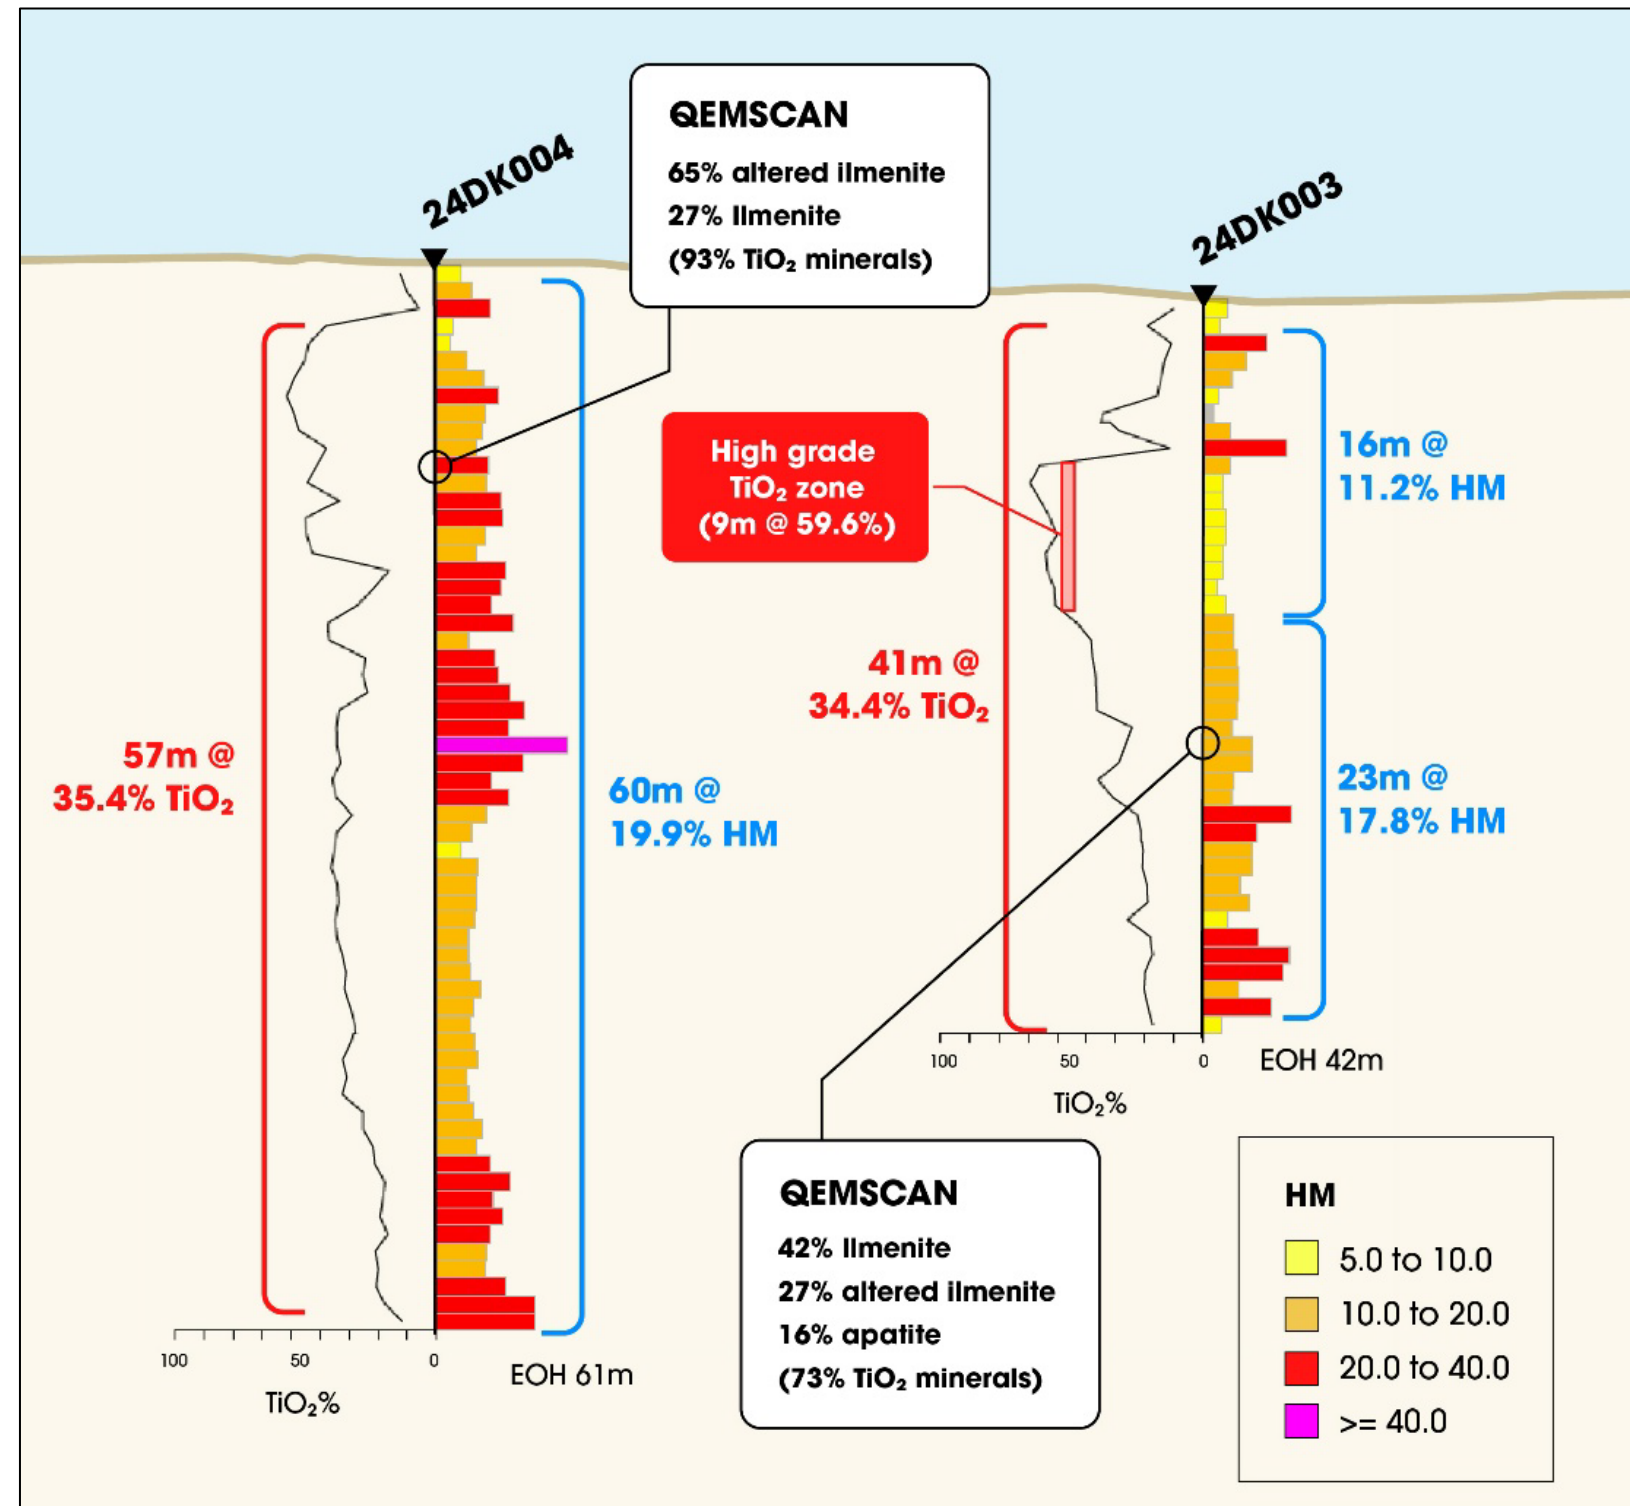 24DK004
QEMSCAN
65% altered ilmenite
27% Ilmenite
(93% TiO₂ minerals)
24DK003
High grade
TiO₂ zone
(9m @ 59.6%)
16m @
11.2% HM
41m @
34.4% TiO₂
57m @
35.4% TiO₂
60m @
19.9% HM
23m @
17.8% HM
100 50 0
EOH 42m
TiO₂%
100 50 0
EOH 61m
TiO₂%
QEMSCAN
42% Ilmenite
27% altered ilmenite
16% apatite
(73% TiO₂ minerals)
HM
5.0 to 10.0
10.0 to 20.0
20.0 to 40.0
>= 40.0